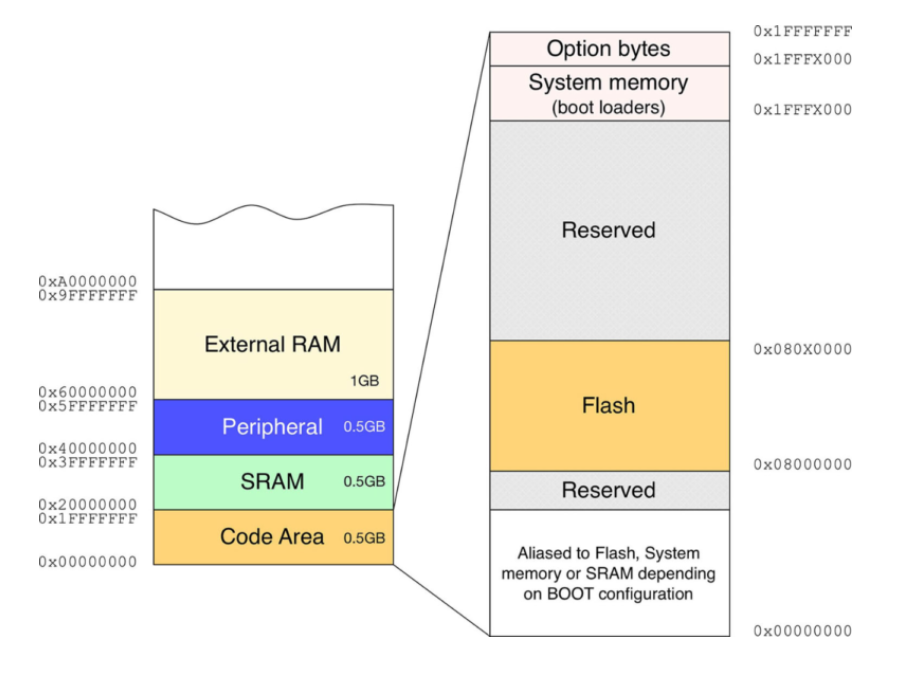 0xA0000000
0x9FFFFFFF
External RAM
1GB
0x60000000
0x5FFFFFFF
Peripheral 0.5GB
0x40000000
0x3FFFFFFF
SRAM 0.5GB
0x20000000
0x1FFFFFFF
Code Area 0.5GB
0x00000000
0x1FFFFFFF
Option bytes
0x1FFFX000
System memory
(boot loaders)
0x1FFFX000
Reserved
0x080X0000
Flash
0x08000000
Reserved
Aliased to Flash, System
memory or SRAM depending
on BOOT configuration
0x00000000